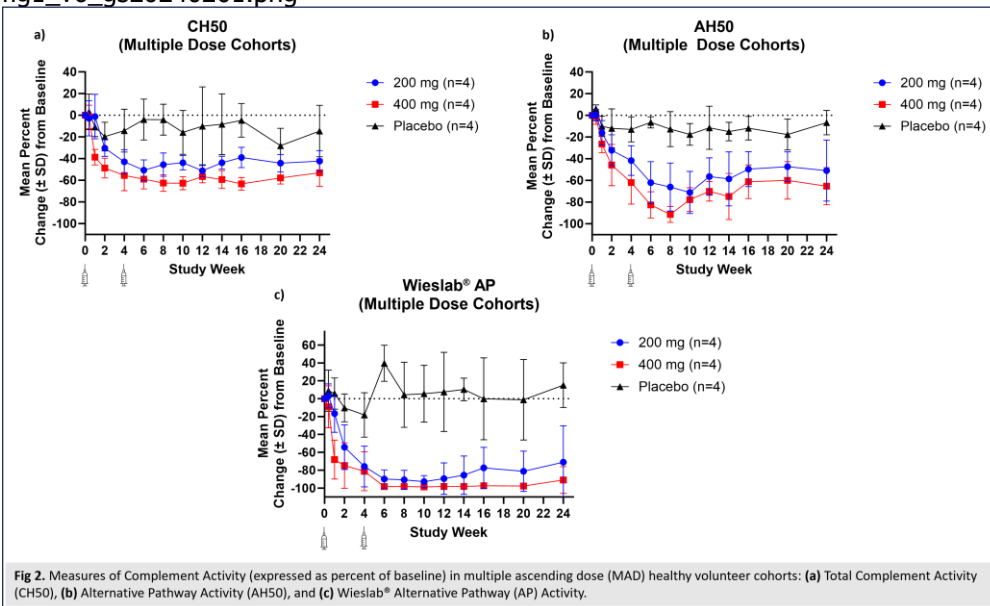 a)
CH50
(Multiple Dose Cohorts)
Mean Percent
Change (± SD) from Baseline
40
20
0
-20
-40
-60
-80
-100
0 2 4 6 8 10 12 14 16 18 20 22 24
Study Week
200 mg (n=4)
400 mg (n=4)
Placebo (n=4)
b)
AH50
(Multiple Dose Cohorts)
Mean Percent
Change (± SD) from Baseline
40
20
0
-20
-40
-60
-80
-100
0 2 4 6 8 10 12 14 16 18 20 22 24
Study Week
200 mg (n=4)
400 mg (n=4)
Placebo (n=4)
c)
Wieslab® AP
(Multiple Dose Cohorts)
Mean Percent
Change (± SD) from Baseline
60
40
20
0
-20
-40
-60
-80
-100
0 2 4 6 8 10 12 14 16 18 20 22 24
Study Week
200 mg (n=4)
400 mg (n=4)
Placebo (n=4)
Fig 2. Measures of Complement Activity (expressed as percent of baseline) in multiple ascending dose (MAD) healthy volunteer cohorts: (a) Total Complement Activity
(CH50), (b) Alternative Pathway Activity (AH50), and (c) Wieslab® Alternative Pathway (AP) Activity.